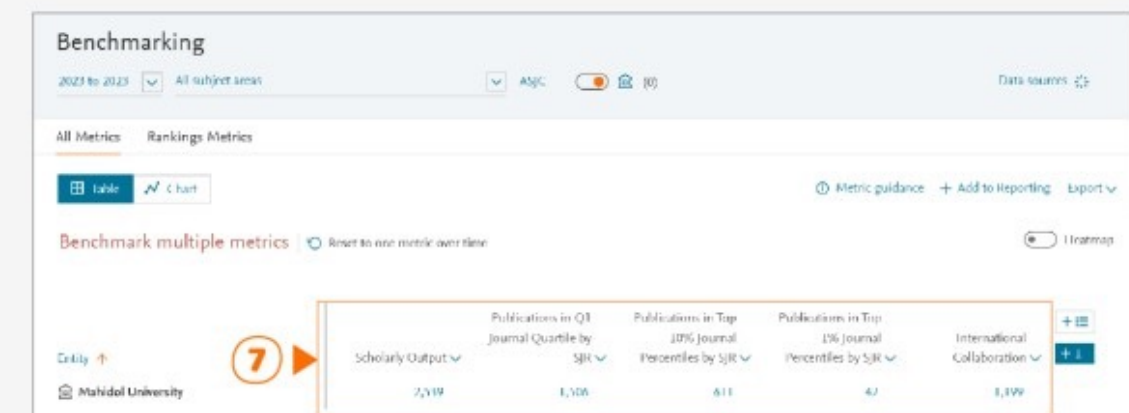 Benchmarking
2023 to 2023 All subject areas ASJC (0) Data sources
All Metrics Rankings Metrics
Table Chart Metric guidance + Add to Reporting Export
Benchmark multiple metrics Reset to one metric over time Heatmap
Publications in Q1 Publications in Top Publications in Top
Journal Quartile by 10% Journal 1% Journal International
Entity 7 Scholarly Output SJR Percentiles by SJR Percentiles by SJR Collaboration
Mahidol University